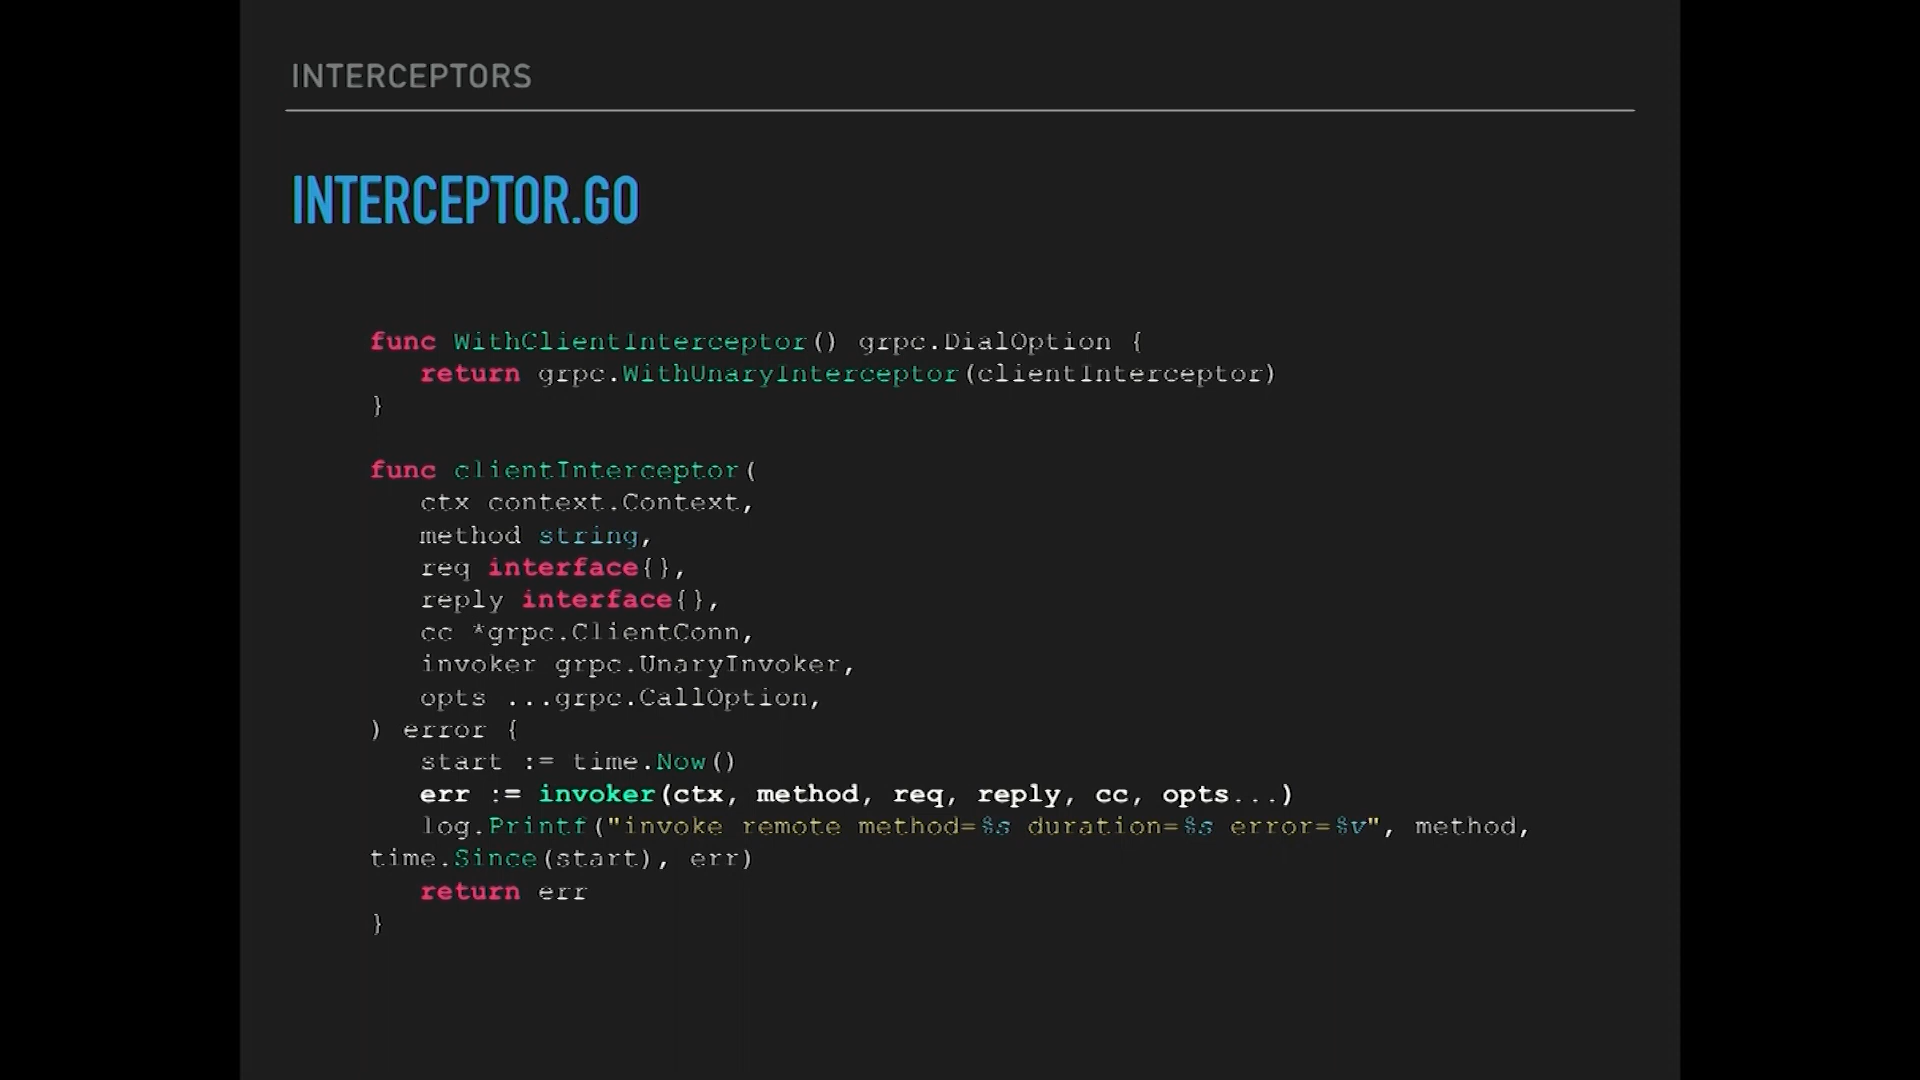 INTERCEPTORS
INTERCEPTOR.GO
func WithClientInterceptor() grpc.DialOption {
   return grpc.WithUnaryInterceptor(clientInterceptor)
}
func clientInterceptor(
   ctx context.Context,
   method string,
   req interface{},
   reply interface{},
   cc *grpc.ClientConn,
   invoker grpc.UnaryInvoker,
   opts ...grpc.CallOption,
) error {
   start := time.Now()
   err := invoker(ctx, method, req, reply, cc, opts...)
   log.Printf("invoke remote method=%s duration=%s error=%v", method,
time.Since(start), err)
   return err
}